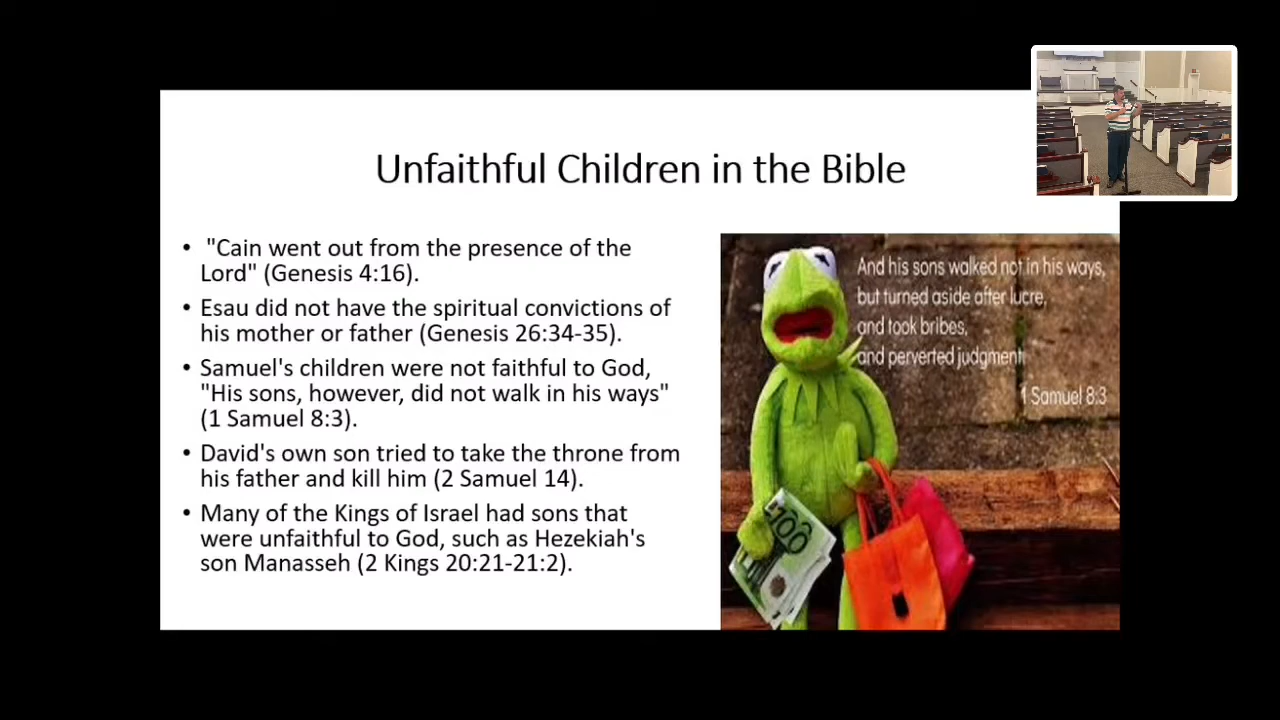 Unfaithful Children in the Bible
• "Cain went out from the presence of the
Lord" (Genesis 4:16).
• Esau did not have the spiritual convictions of
his mother or father (Genesis 26:34-35).
• Samuel's children were not faithful to God,
"His sons, however, did not walk in his ways"
(1 Samuel 8:3).
• David's own son tried to take the throne from
his father and kill him (2 Samuel 14).
• Many of the Kings of Israel had sons that
were unfaithful to God, such as Hezekiah's
son Manasseh (2 Kings 20:21-21:2).
And his sons walked not in his ways,
but turned aside after lucre,
and took bribes,
and perverted judgment
1 Samuel 8:3
100